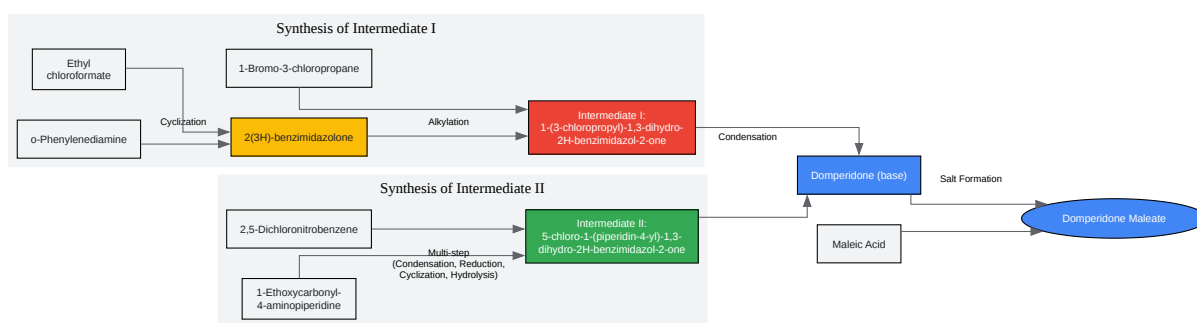 Synthesis of Intermediate I
Ethyl
chloroformate
1-Bromo-3-chloropropane
Cyclization
o-Phenylenediamine
2(3H)-benzimidazolone
Alkylation
Intermediate I:
1-(3-chloropropyl)-1,3-dihydro-
2H-benzimidazol-2-one
Condensation
Domperidone (base)
Salt Formation
Domperidone Maleate
Maleic Acid
Synthesis of Intermediate II
2,5-Dichloronitrobenzene
Intermediate II:
5-chloro-1-(piperidin-4-yl)-1,3-
dihydro-2H-benzimidazol-2-one
Multi-step
(Condensation, Reduction,
Cyclization, Hydrolysis)
1-Ethoxycarbonyl-
4-aminopiperidine